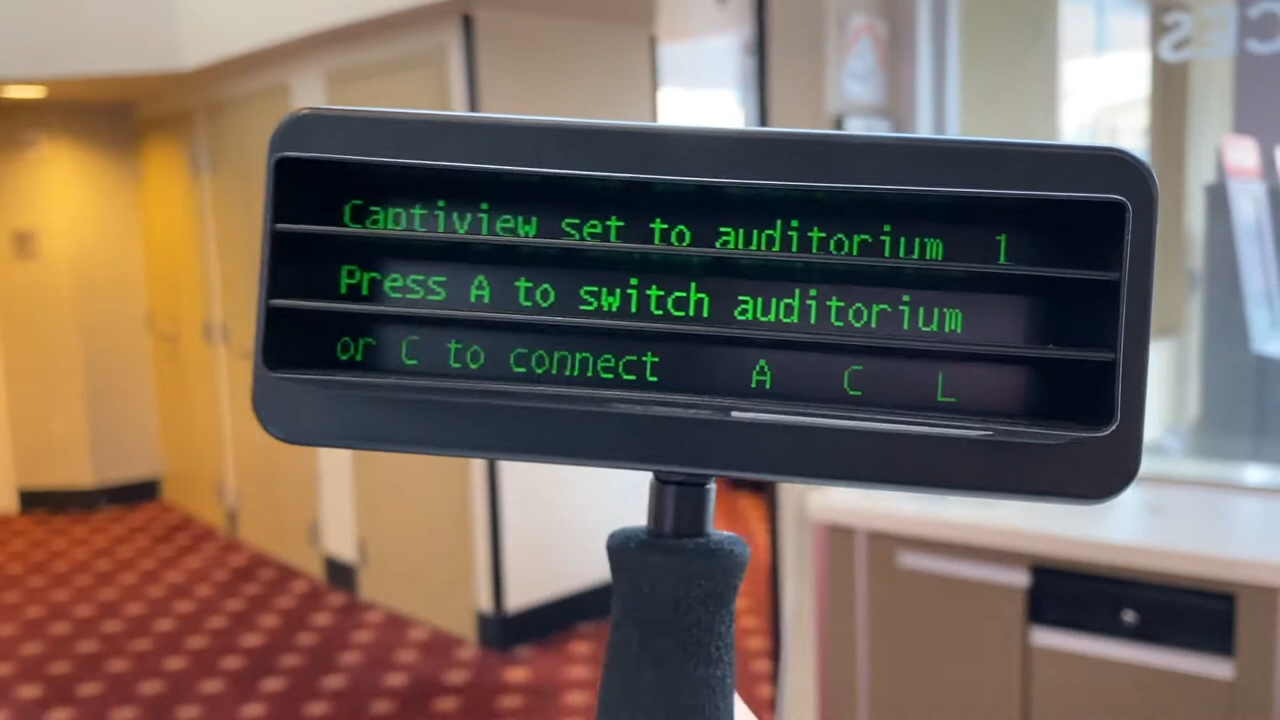 Captiview set to auditorium 1
Press A to switch auditorium
or C to connect A C L